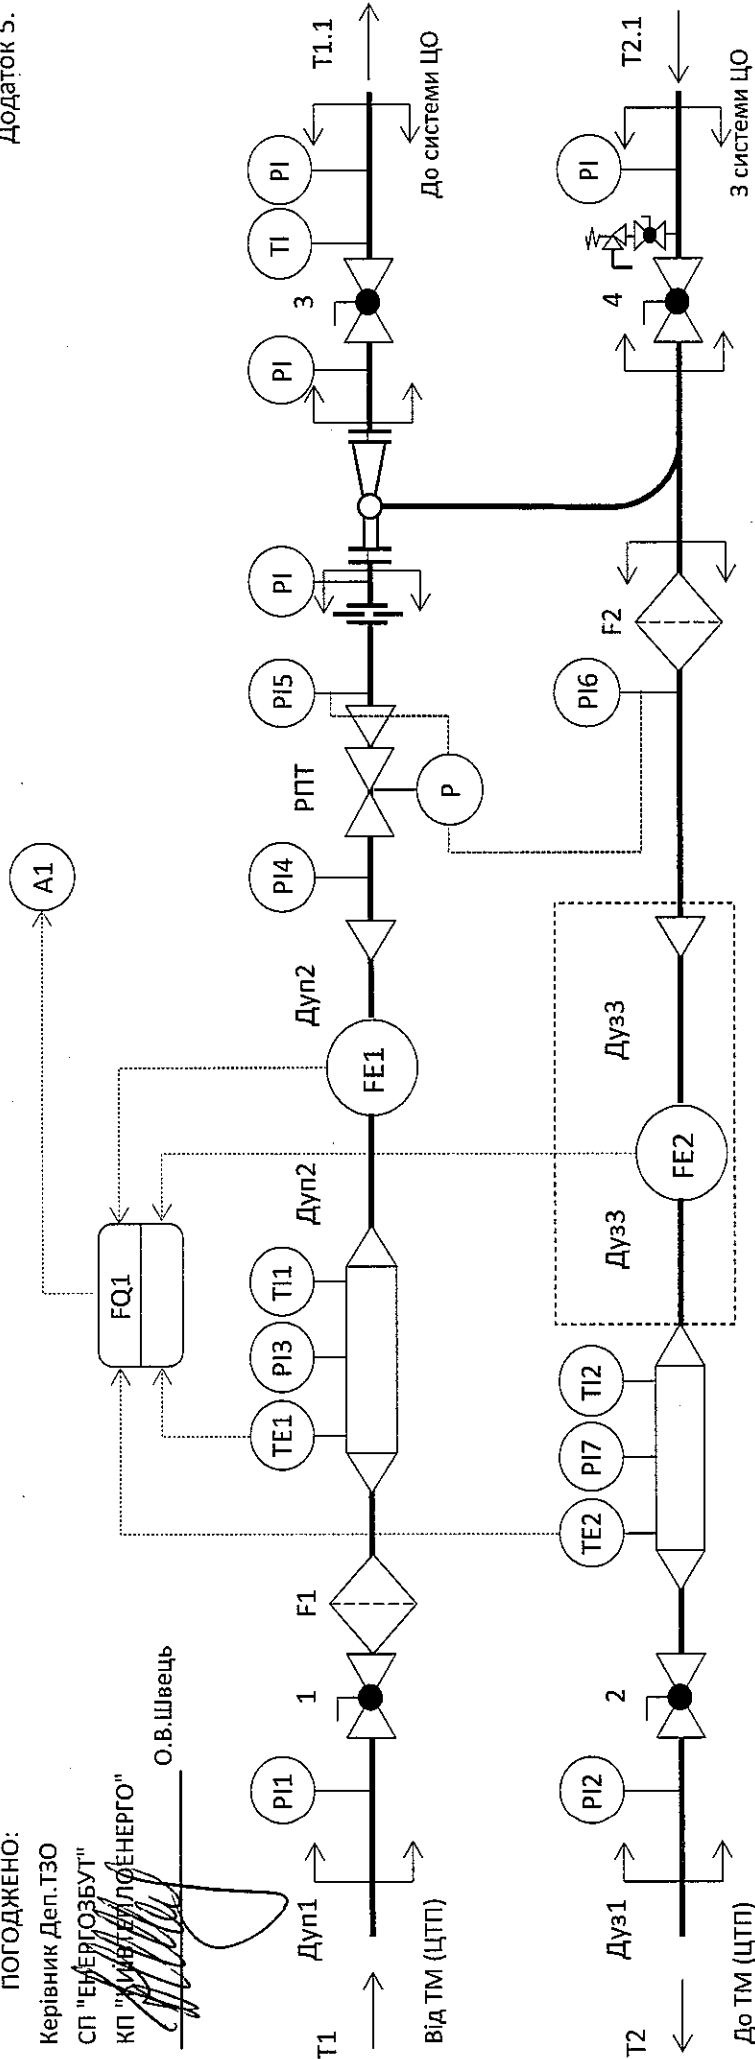 Додаток 5.
ПОГОДЖЕНО:
Керівник Деп.ТЗО
СП "ЕНЕРГОЗБУТ"
КП "КИЇВТЕПЛОЕНЕРГО"
О.В.Швець
A1
FQ1
T1
Від ТМ (ЦТП)
Дуп1
PI1
1
F1
TE1
PI3
TI1
Дуп2
FE1
Дуп2
PI4
РПТ
P
PI5
PI
PI
3
TI
PI
T1.1
До системи ЦО
T2
До ТМ (ЦТП)
Дуз1
PI2
2
TE2
PI7
TI2
Дуз3
FE2
Дуз3
PI6
F2
4
PI
T2.1
З системи ЦО